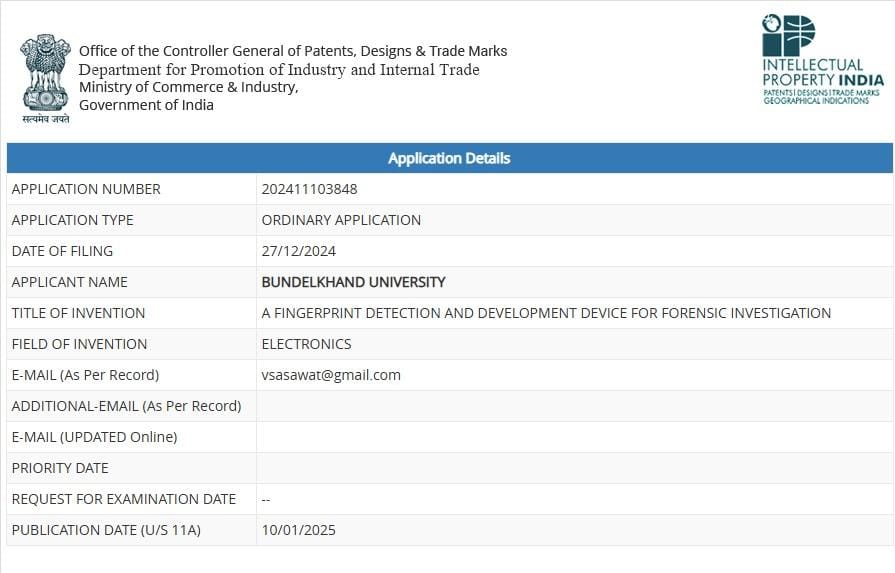 Office of the Controller General of Patents, Designs & Trade Marks
Department for Promotion of Industry and Internal Trade
Ministry of Commerce & Industry,
Government of India
सत्यमेव जयते
INTELLECTUAL
PROPERTY INDIA
PATENTS | DESIGNS | TRADE MARKS
GEOGRAPHICAL INDICATIONS
Application Details
APPLICATION NUMBER 202411103848
APPLICATION TYPE ORDINARY APPLICATION
DATE OF FILING 27/12/2024
APPLICANT NAME BUNDELKHAND UNIVERSITY
TITLE OF INVENTION A FINGERPRINT DETECTION AND DEVELOPMENT DEVICE FOR FORENSIC INVESTIGATION
FIELD OF INVENTION ELECTRONICS
E-MAIL (As Per Record) vsasawat@gmail.com
ADDITIONAL-EMAIL (As Per Record)
E-MAIL (UPDATED Online)
PRIORITY DATE
REQUEST FOR EXAMINATION DATE --
PUBLICATION DATE (U/S 11A) 10/01/2025